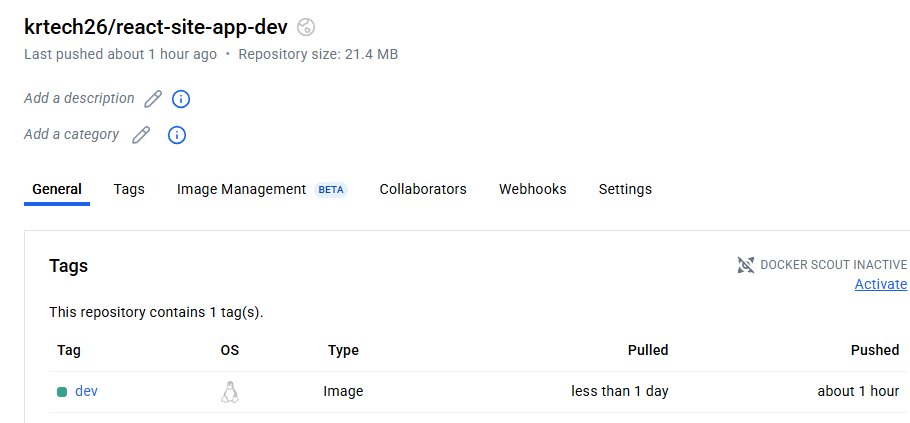 krtech26/react-site-app-dev
Last pushed about 1 hour ago • Repository size: 21.4 MB
Add a description
Add a category
General Tags Image Management BETA Collaborators Webhooks Settings
Tags
DOCKER SCOUT INACTIVE
Activate
This repository contains 1 tag(s).
Tag OS Type Pulled Pushed
dev Image less than 1 day about 1 hour